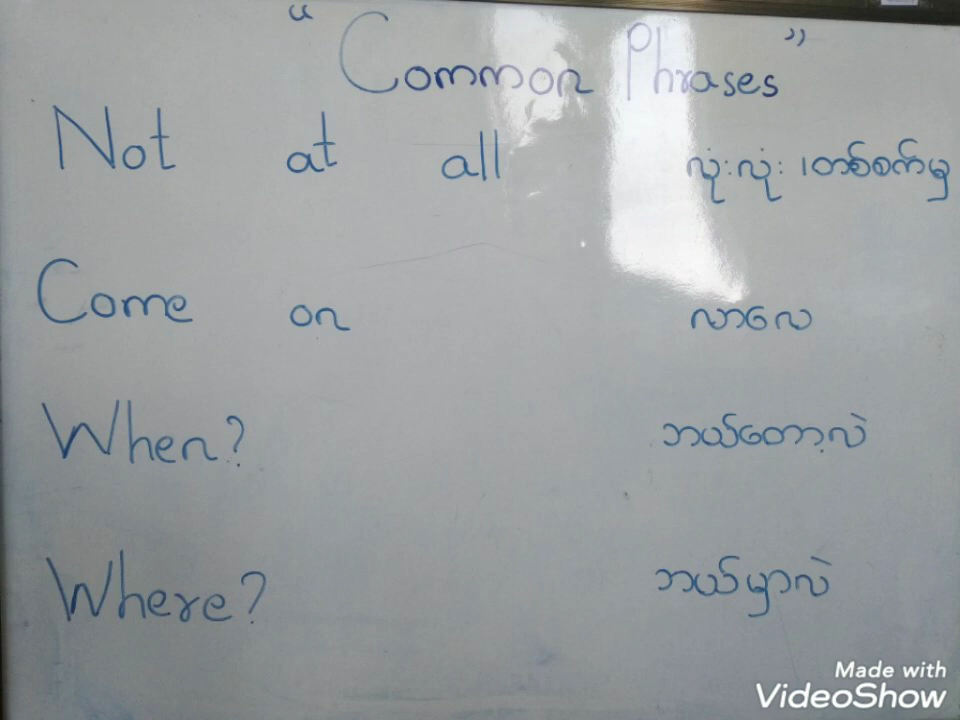 “Common Phrases”
Not at all လုံးလုံး ၊တစ်စက်မှ
Come on လာလေ
When? ဘယ်တော့လဲ
Where? ဘယ်မှာလဲ
Made with
VideoShow